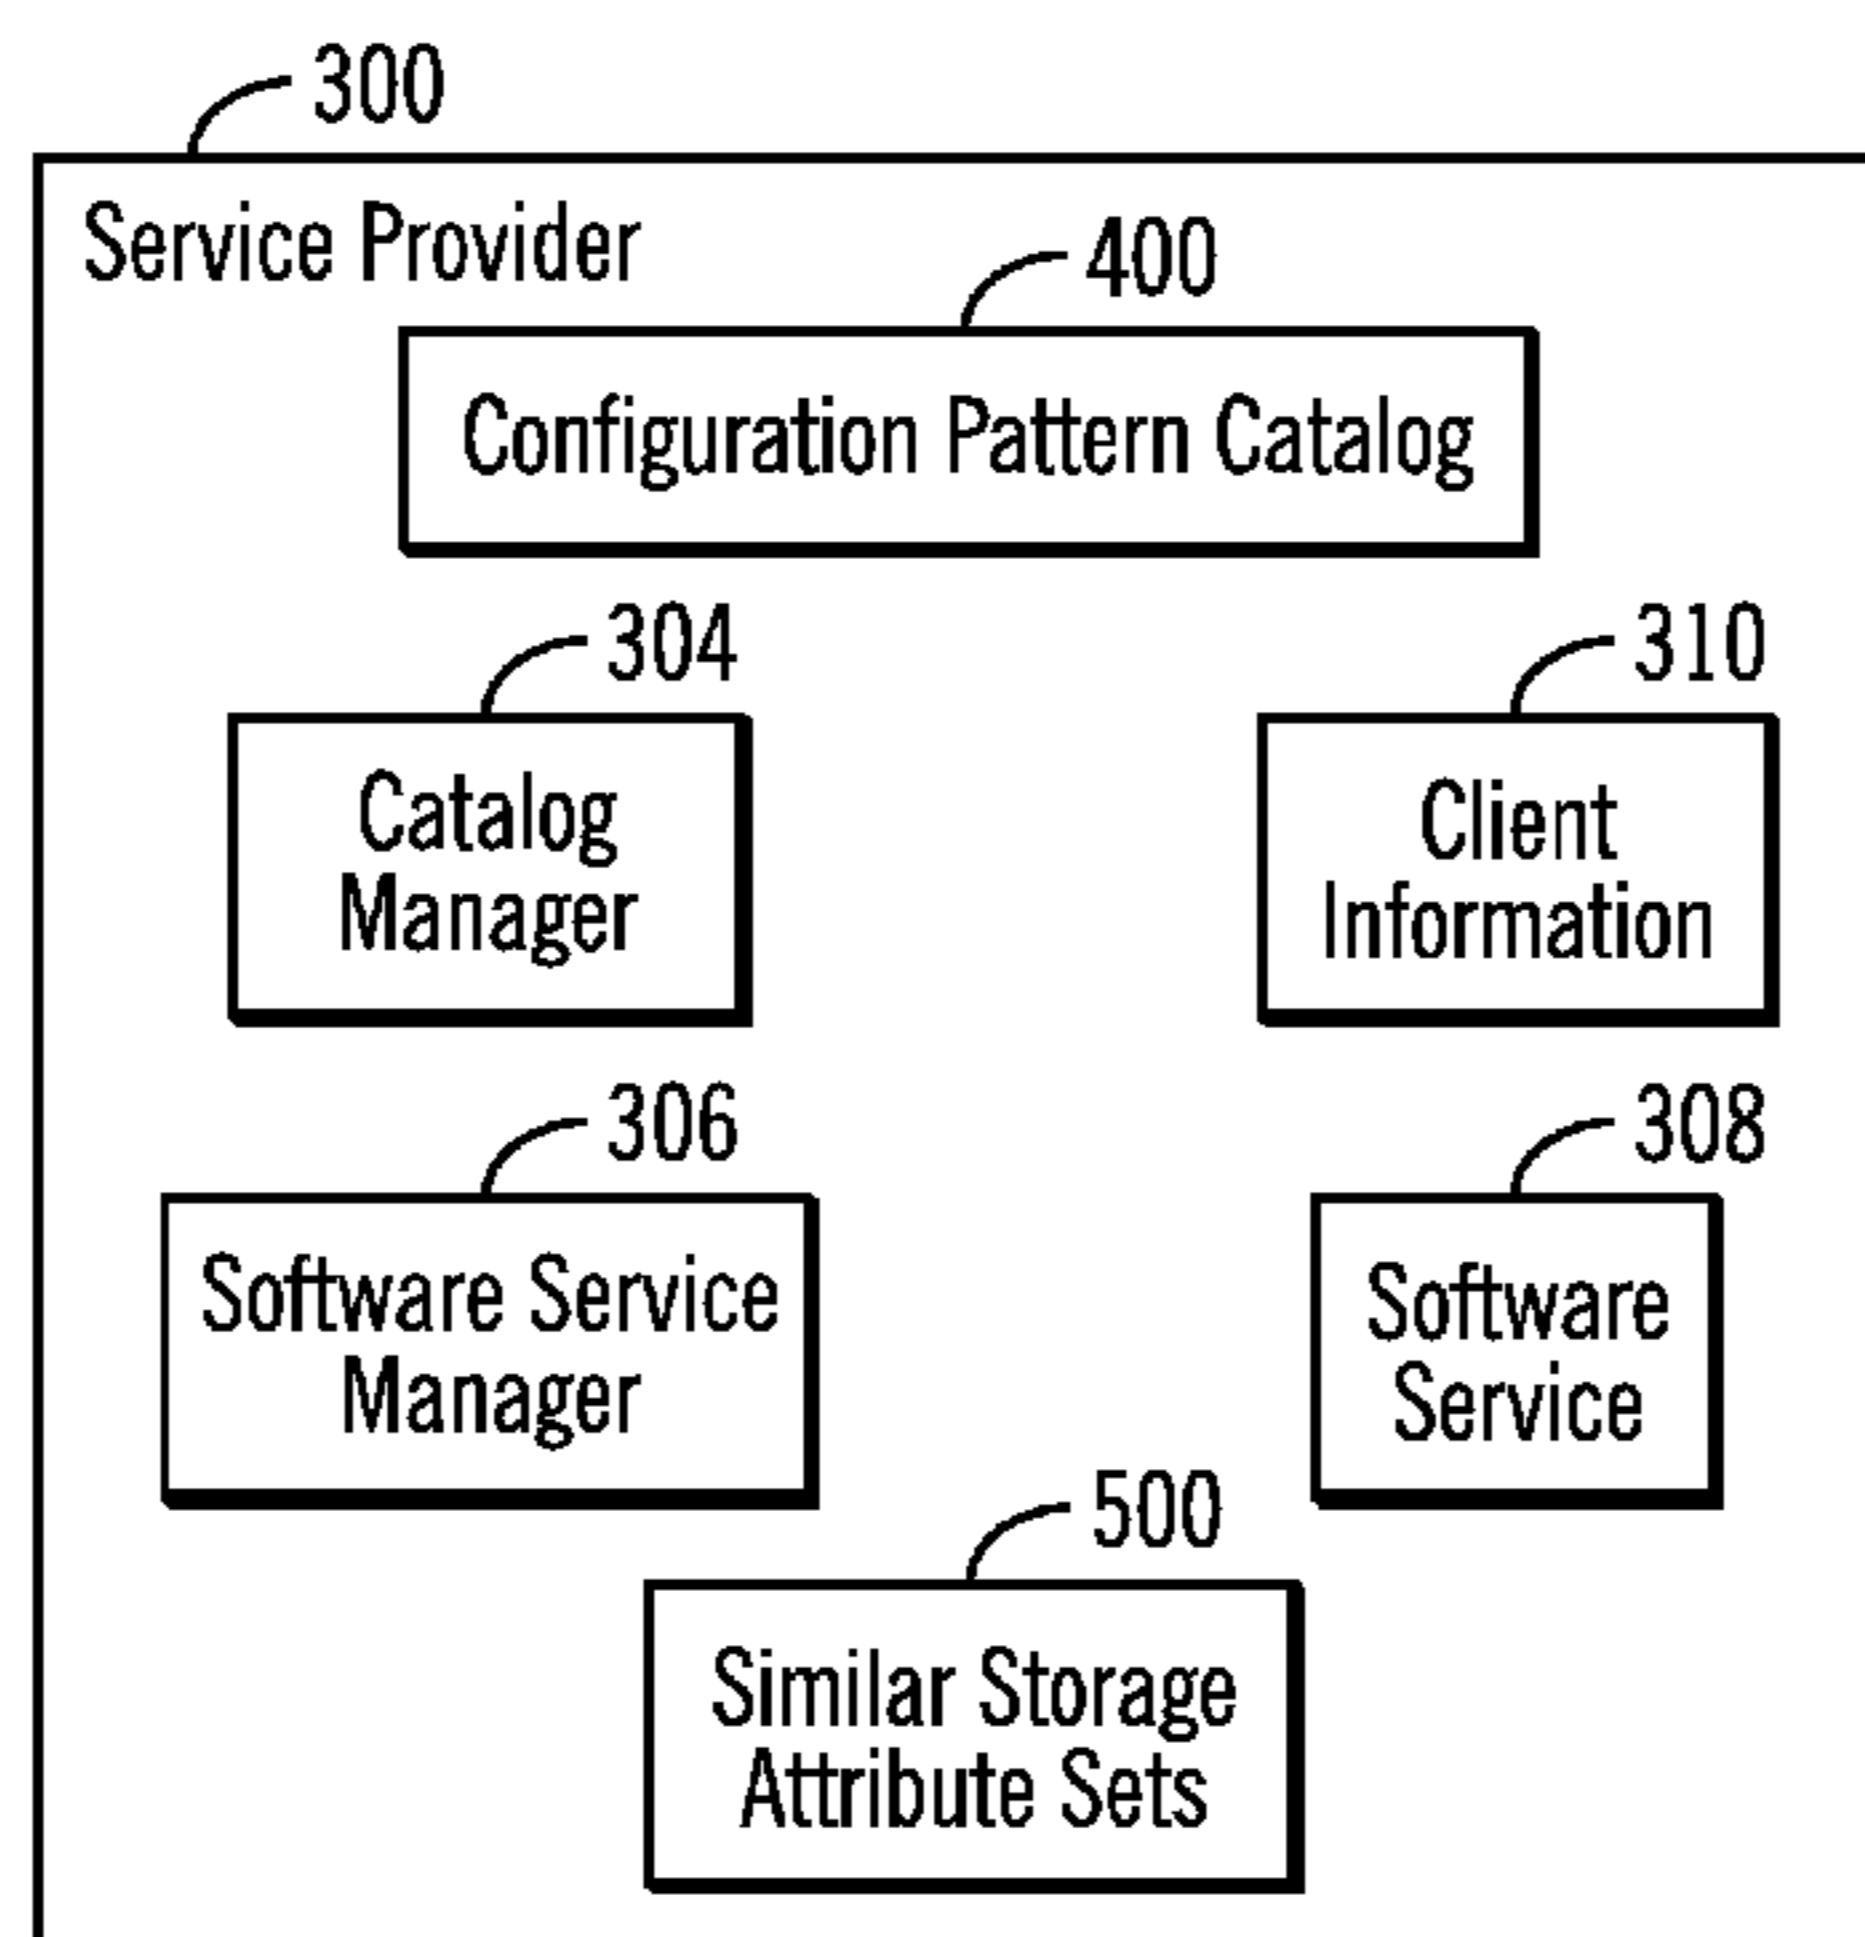 300
Service Provider
400
Configuration Pattern Catalog
304
Catalog
Manager
310
Client
Information
306
Software Service
Manager
308
Software
Service
500
Similar Storage
Attribute Sets